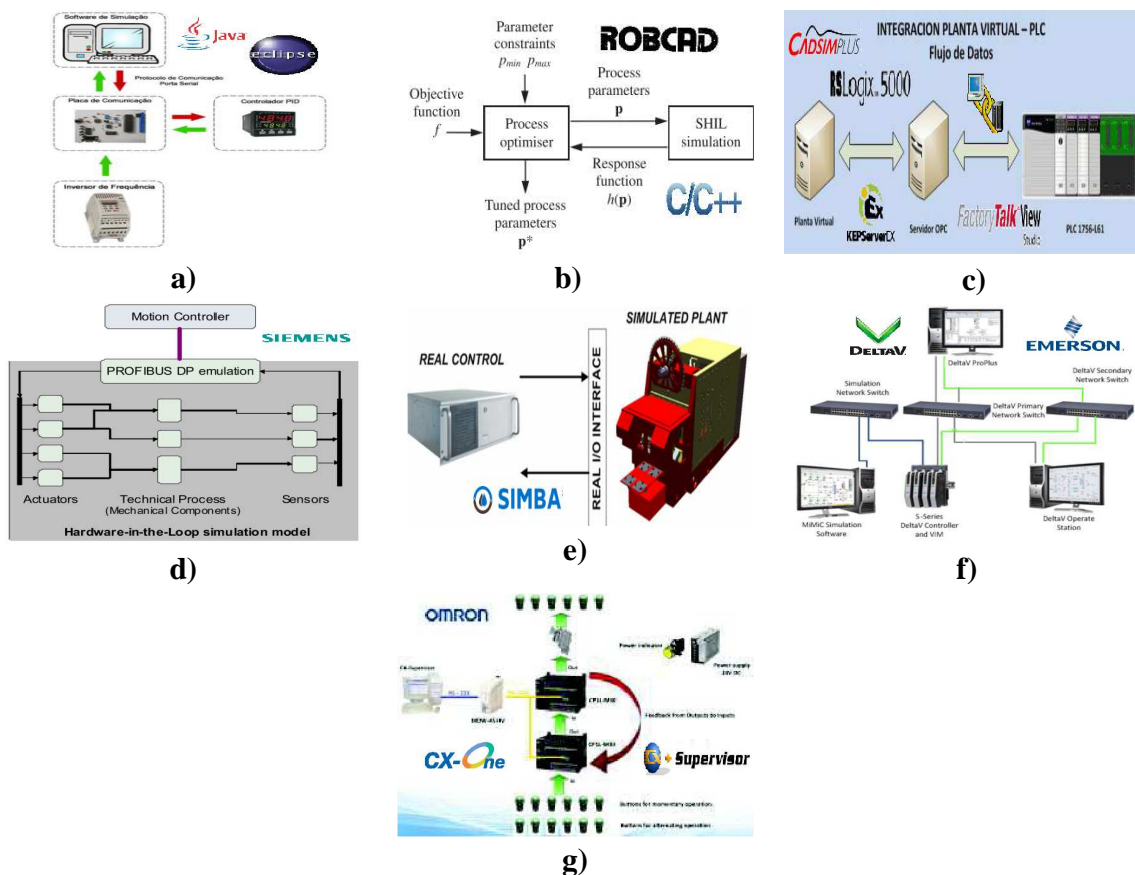 Software de Simulação
Java
eclipse
Protocolo de Comunicação
Porta Serial
Placa de Comunicação
Controlador PID
Inversor de Frequência
a)
Parameter
constraints
pmin pmax
ROBCAD
Process
parameters
p
Objective
function
f
Process
optimiser
SHIL
simulation
Response
function
h(p)
Tuned process
parameters
p*
C/C++
b)
CADSIMPLUS
INTEGRACION PLANTA VIRTUAL – PLC
Flujo de Datos
RSLogix 5000
Planta Virtual
Ex
KEPServerEX
Servidor OPC
FactoryTalk View
Studio
PLC 1756-L61
c)
Motion Controller
SIEMENS
PROFIBUS DP emulation
Actuators
Technical Process
(Mechanical Components)
Sensors
Hardware-in-the-Loop simulation model
d)
SIMULATED PLANT
REAL CONTROL
REAL I/O INTERFACE
SIMBA
e)
DELTAV
DeltaV ProPlus
EMERSON
Simulation
Network Switch
DeltaV Primary
Network Switch
DeltaV Secondary
Network Switch
MiMiC Simulation
Software
S-Series
DeltaV Controller
and VIM
DeltaV Operate
Station
f)
OMRON
Power indicator
Power supply
Out
Feedback from Outputs to Inputs
Out
CX-One
Supervisor
Buttons for momentary operation
Buttons for alternating operation
g)